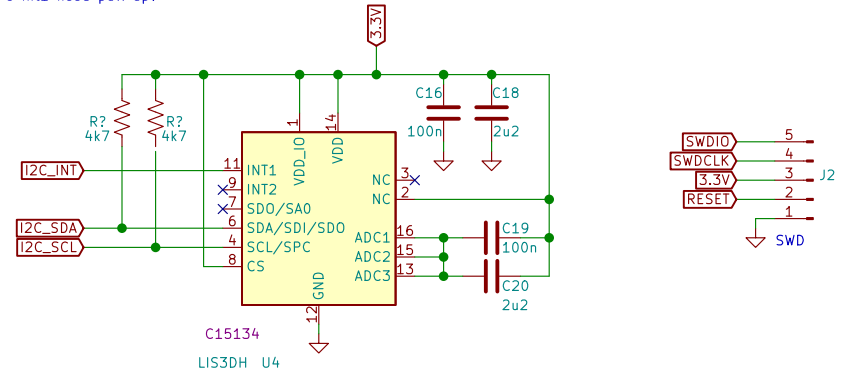 3.3V
C16
C18
R?
4k7
R?
4k7
100n
2u2
1
14
VDD_IO
VDD
I2C_INT
11
INT1
9
INT2
7
SDO/SA0
I2C_SDA
6
SDA/SDI/SDO
I2C_SCL
4
SCL/SPC
8
CS
NC
3
NC
2
ADC1
16
ADC2
15
ADC3
13
C19
100n
C20
2u2
GND
12
C15134
LIS3DH U4
SWDIO
5
SWDCLK
4
3.3V
3
J2
RESET
2
1
SWD